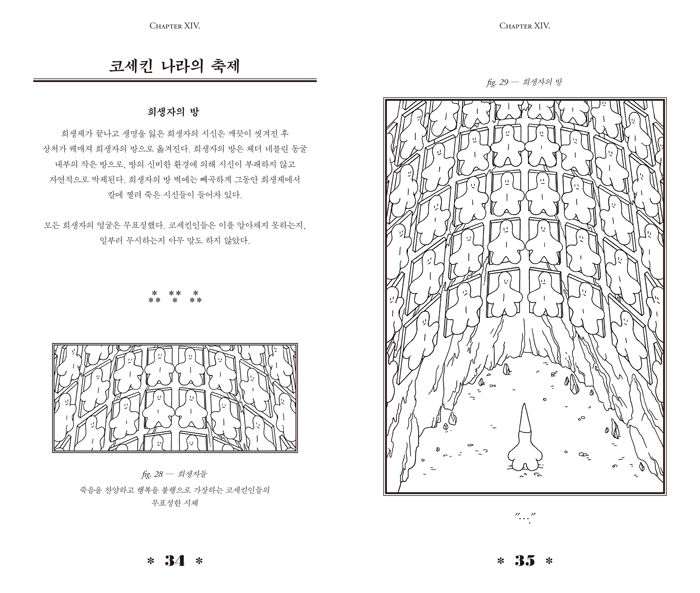 CHAPTER XIV.
코세킨 나라의 축제
희생자의 방
희생제가 끝나고 생명을 잃은 희생자의 시신은 깨끗이 씻겨진 후
상처가 꿰매져 희생자의 방으로 옮겨진다. 희생자의 방은 체더 네블린 동굴
내부의 작은 방으로, 방의 신비한 환경에 의해 시신이 부패하지 않고
자연적으로 박제된다. 희생자의 방 벽에는 빼곡하게 그동안 희생제에서
칼에 찔려 죽은 시신들이 들어차 있다.
모든 희생자의 얼굴은 무표정했다. 코세킨인들은 이를 알아채지 못하는지,
일부러 무시하는지 아무 말도 하지 않았다.
fig. 28 — 희생자들
죽음을 찬양하고 행복을 불행으로 가장하는 코세킨인들의
무표정한 시체
* 34 *
CHAPTER XIV.
fig. 29 — 희생자의 방
"…."
* 35 *